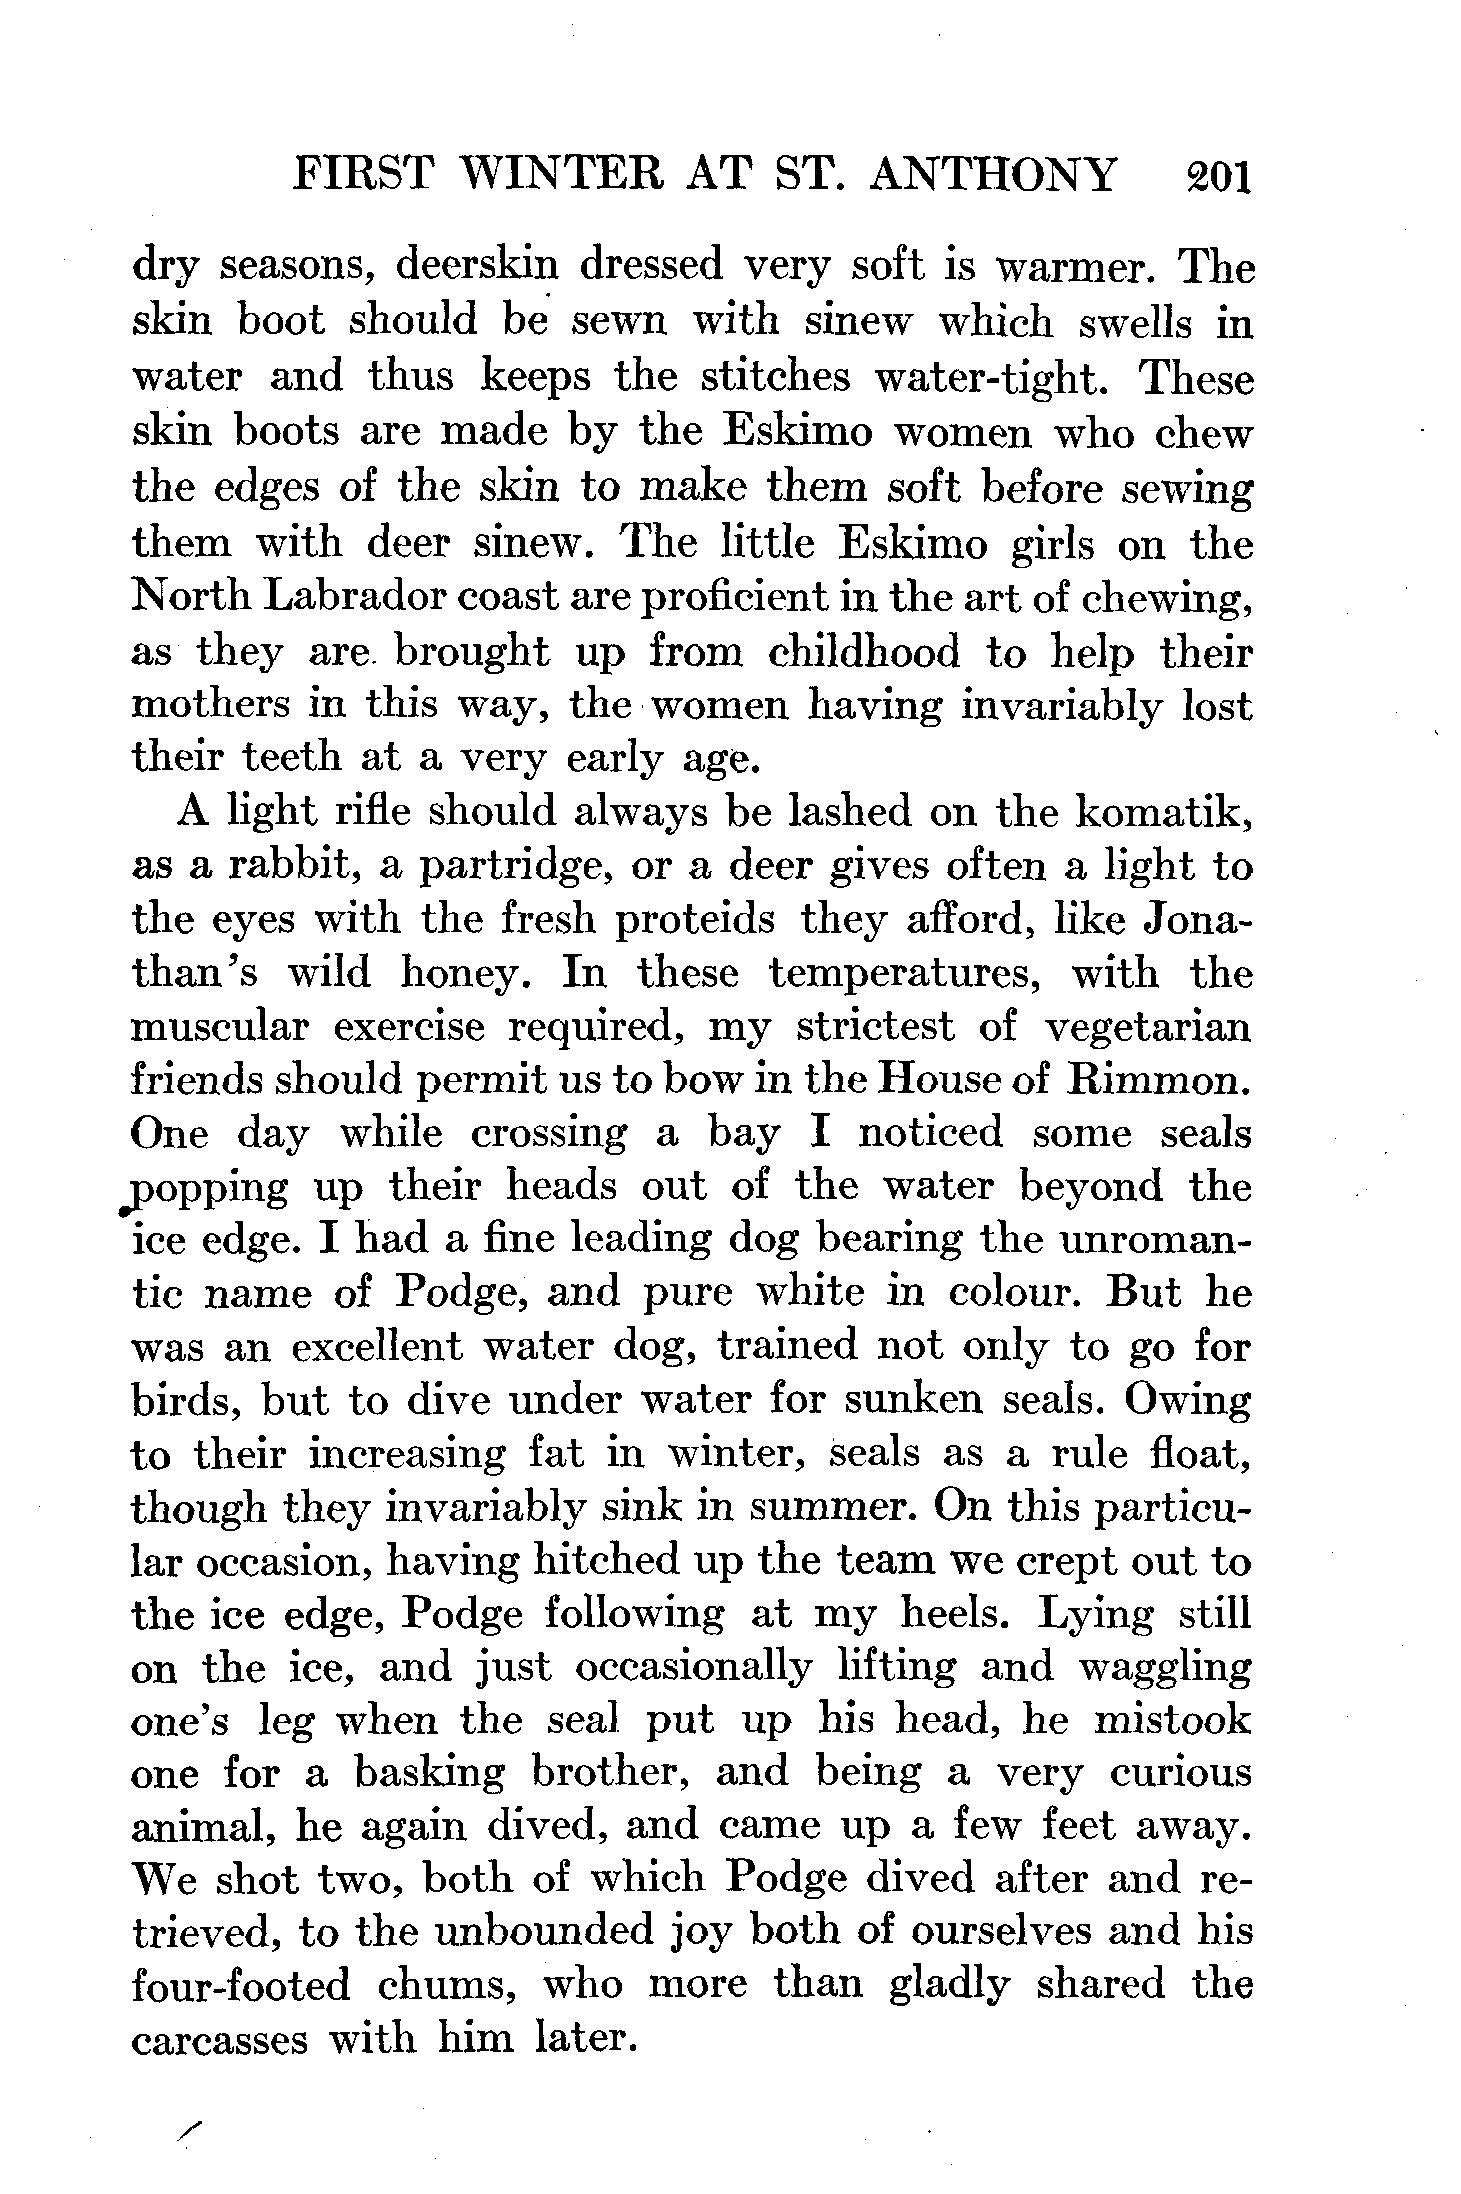 FIRST WINTER AT ST. ANTHONY 201
dry seasons, deerskin dressed very soft is warmer. The
skin boot should be sewn with sinew which swells in
water and thus keeps the stitches water-tight. These
skin boots are made by the Eskimo women who chew
the edges of the skin to make them soft before sewing
them with deer sinew. The little Eskimo girls on the
North Labrador coast are proficient in the art of chewing,
as they are brought up from childhood to help their
mothers in this way, the women having invariably lost
their teeth at a very early age.
A light rifle should always be lashed on the komatik,
as a rabbit, a partridge, or a deer gives often a light to
the eyes with the fresh proteids they afford, like Jona-
than's wild honey. In these temperatures, with the
muscular exercise required, my strictest of vegetarian
friends should permit us to bow in the House of Rimmon.
One day while crossing a bay I noticed some seals
popping up their heads out of the water beyond the
ice edge. I had a fine leading dog bearing the unroman-
tic name of Podge, and pure white in colour. But he
was an excellent water dog, trained not only to go for
birds, but to dive under water for sunken seals. Owing
to their increasing fat in winter, seals as a rule float,
though they invariably sink in summer. On this particu-
lar occasion, having hitched up the team we crept out to
the ice edge, Podge following at my heels. Lying still
on the ice, and just occasionally lifting and waggling
one's leg when the seal put up his head, he mistook
one for a basking brother, and being a very curious
animal, he again dived, and came up a few feet away.
We shot two, both of which Podge dived after and re-
trieved, to the unbounded joy both of ourselves and his
four-footed chums, who more than gladly shared the
carcasses with him later.